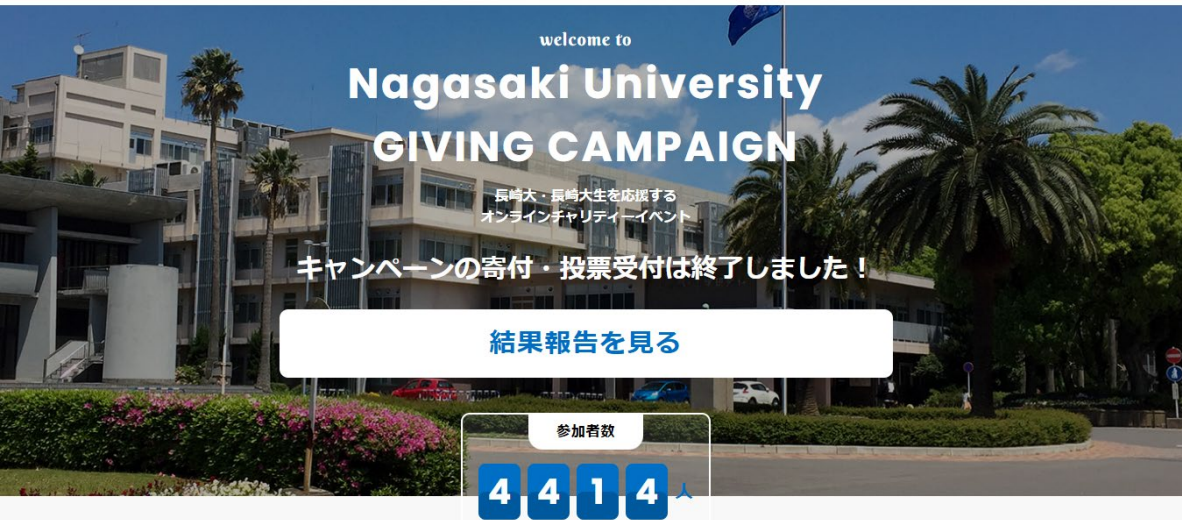 welcome to
Nagasaki University
GIVING CAMPAIGN
長崎大・長崎大生を応援する
オンラインチャリティーイベント
キャンペーンの寄付・投票受付は終了しました！
結果報告を見る
参加者数
4414人